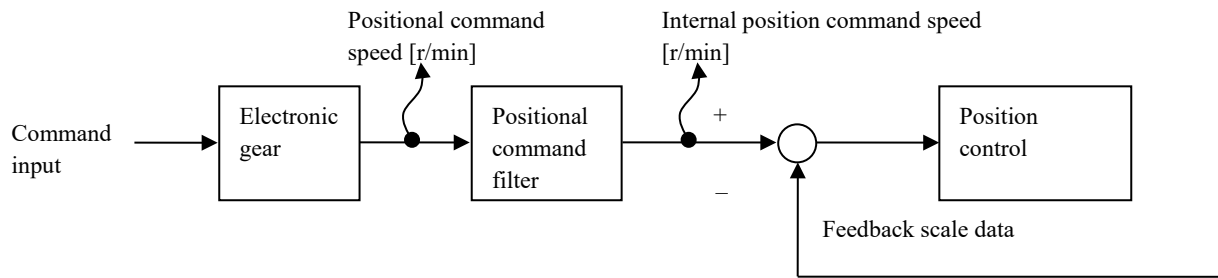 Positional command
speed [r/min]
Internal position command speed
[r/min]
Command
input
Electronic
gear
Positional
command
filter
+
−
Position
control
Feedback scale data